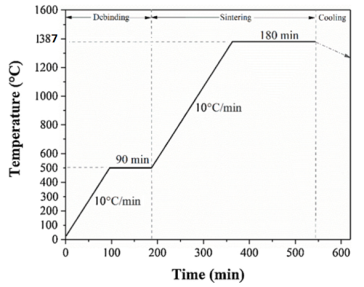 1600
Debinding
Sintering
Cooling
1387
180 min
1200
1000
10°C/min
800
600
90 min
500
400
10°C/min
300
200
100
0
0 100 200 300 400 500 600
Temperature (°C)
Time (min)